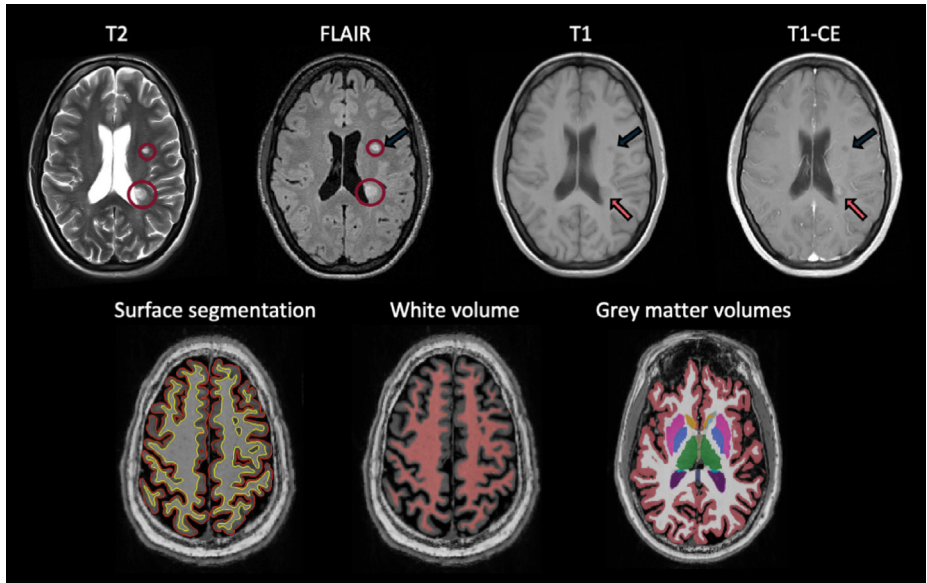 T2
FLAIR
T1
T1-CE
Surface segmentation
White volume
Grey matter volumes